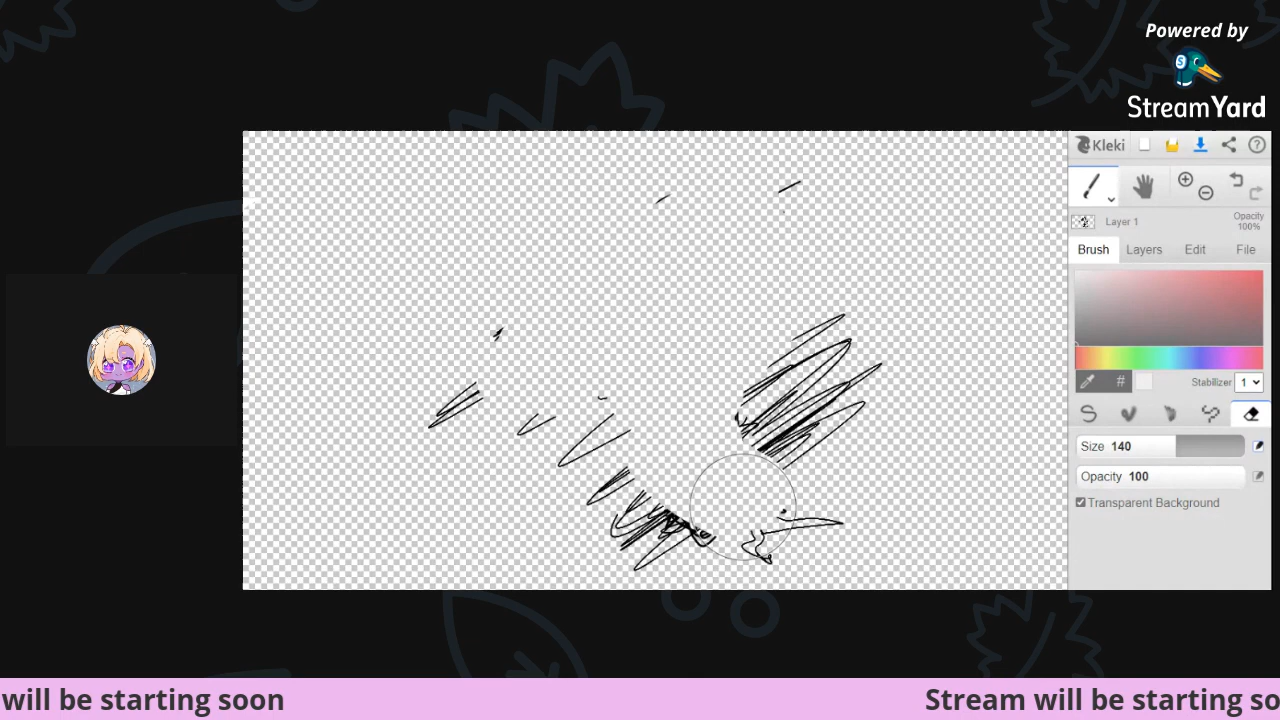 Powered by
StreamYard
Kleki
Layer 1
Opacity
100%
Brush Layers Edit File
# Stabilizer 1
Size 140
Opacity 100
Transparent Background
will be starting soon Stream will be starting so